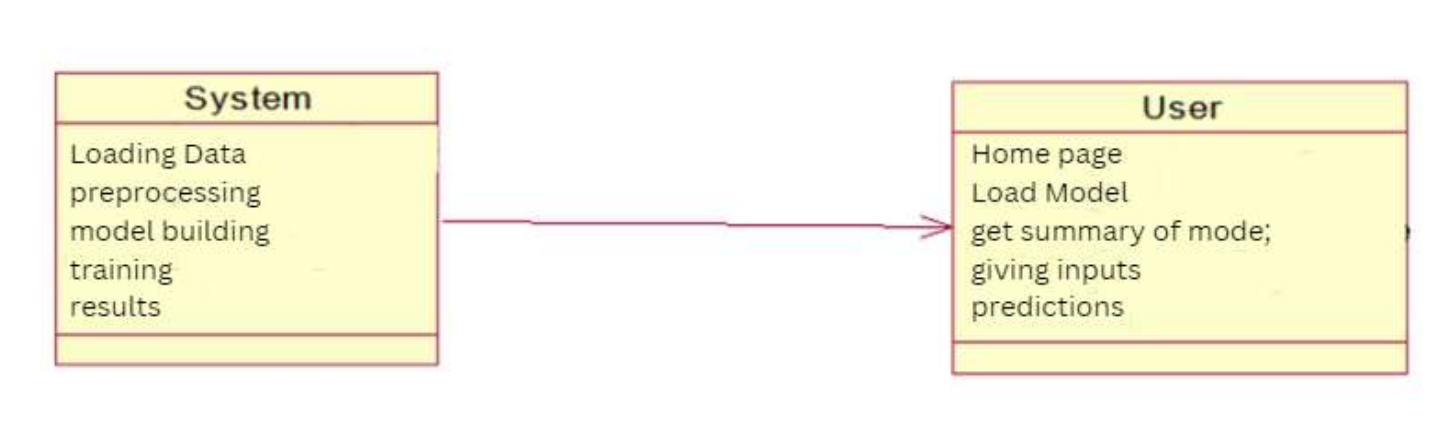 System
Loading Data
preprocessing
model building
training
results
User
Home page
Load Model
get summary of mode;
giving inputs
predictions